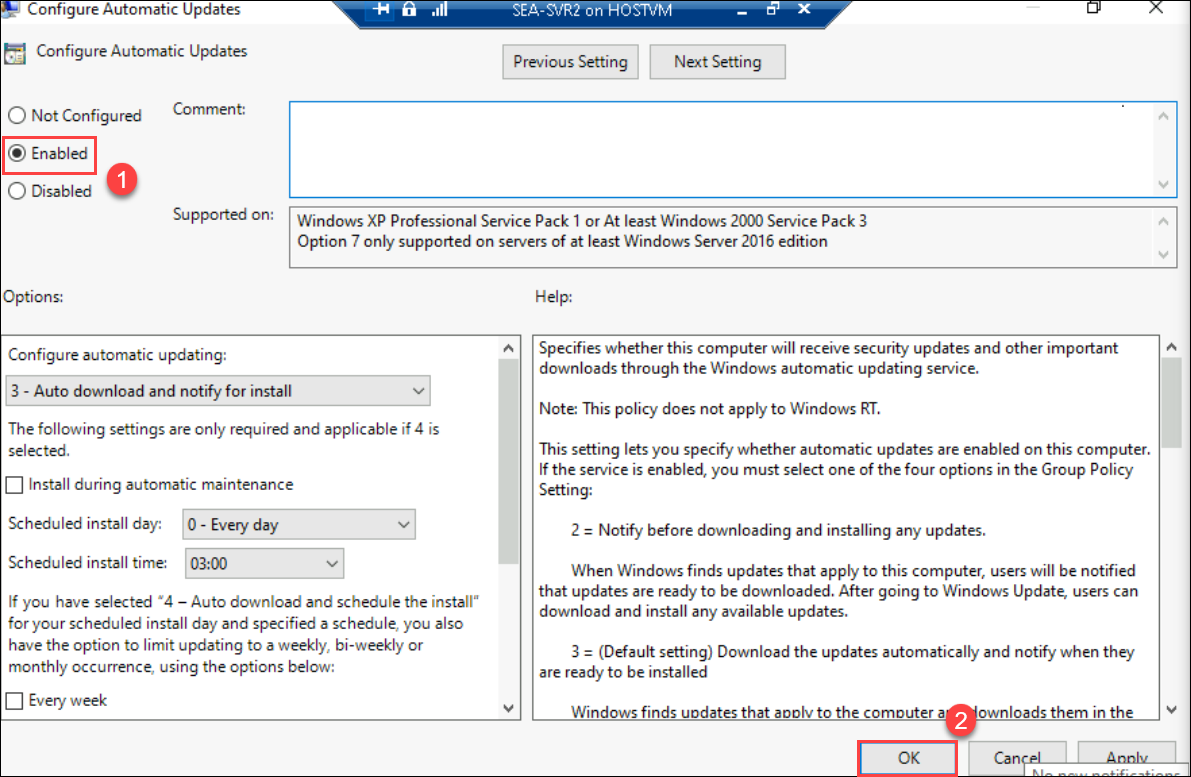 Configure Automatic Updates
SEA-SVR2 on HOSTVM
Configure Automatic Updates
Previous Setting
Next Setting
Not Configured
Comment:
Enabled
1
Disabled
Supported on:
Windows XP Professional Service Pack 1 or At least Windows 2000 Service Pack 3
Option 7 only supported on servers of at least Windows Server 2016 edition
Options:
Help:
Configure automatic updating:
3 - Auto download and notify for install
The following settings are only required and applicable if 4 is
selected.
Install during automatic maintenance
Scheduled install day:
0 - Every day
Scheduled install time:
03:00
If you have selected “4 – Auto download and schedule the install”
for your scheduled install day and specified a schedule, you also
have the option to limit updating to a weekly, bi-weekly or
monthly occurrence, using the options below:
Every week
Specifies whether this computer will receive security updates and other important
downloads through the Windows automatic updating service.
Note: This policy does not apply to Windows RT.
This setting lets you specify whether automatic updates are enabled on this computer.
If the service is enabled, you must select one of the four options in the Group Policy
Setting:
2 = Notify before downloading and installing any updates.
When Windows finds updates that apply to this computer, users will be notified
that updates are ready to be downloaded. After going to Windows Update, users can
download and install any available updates.
3 = (Default setting) Download the updates automatically and notify when they
are ready to be installed
Windows finds updates that apply to the computer and downloads them in the
2
OK
Cancel
Apply
No new notifications